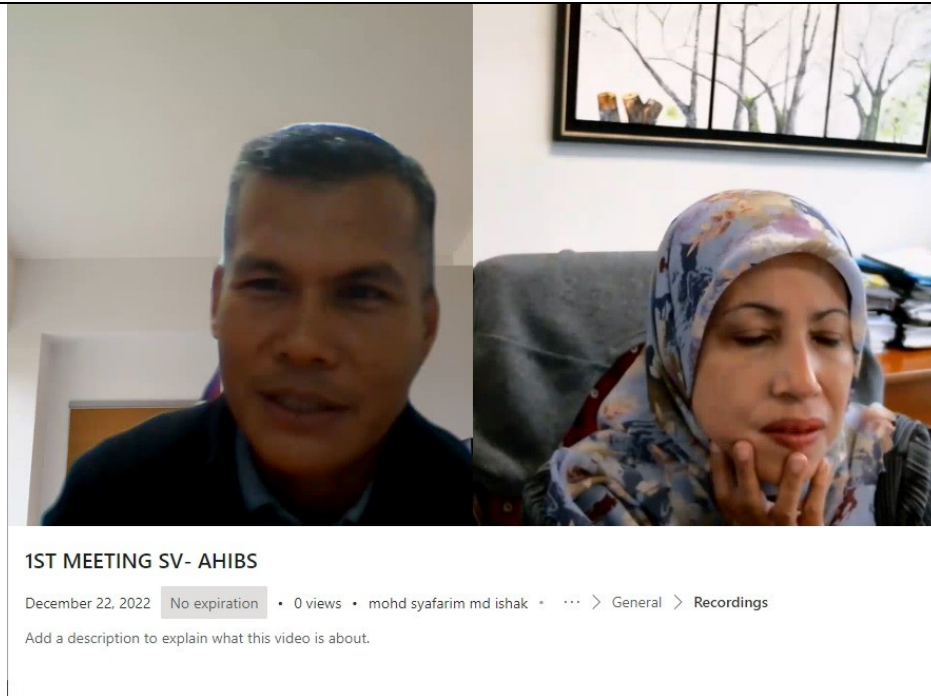 1ST MEETING SV- AHIBS
December 22, 2022 No expiration • 0 views • mohd syafarim md ishak • ··· > General > Recordings
Add a description to explain what this video is about.